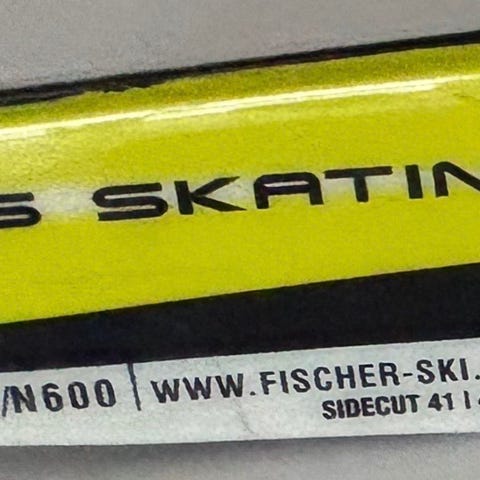 S SKATIN
/N600 | WWW.FISCHER-SKI.
SIDECUT 41 |